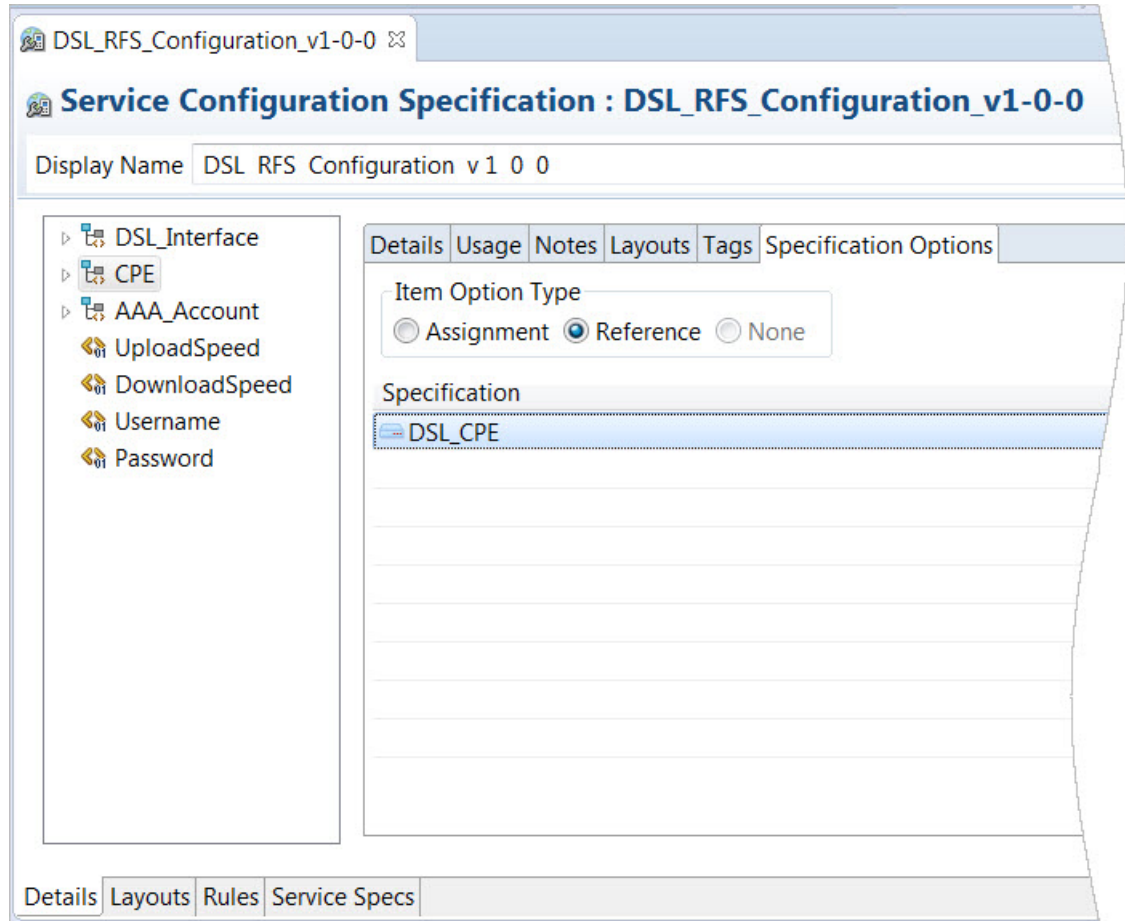 DSL_RFS_Configuration_v1-0-0
Service Configuration Specification : DSL_RFS_Configuration_v1-0-0
Display Name DSL RFS Configuration v 1 0 0
DSL_Interface
CPE
AAA_Account
UploadSpeed
DownloadSpeed
Username
Password
Details Usage Notes Layouts Tags Specification Options
Item Option Type
Assignment Reference None
Specification
DSL_CPE
Details Layouts Rules Service Specs